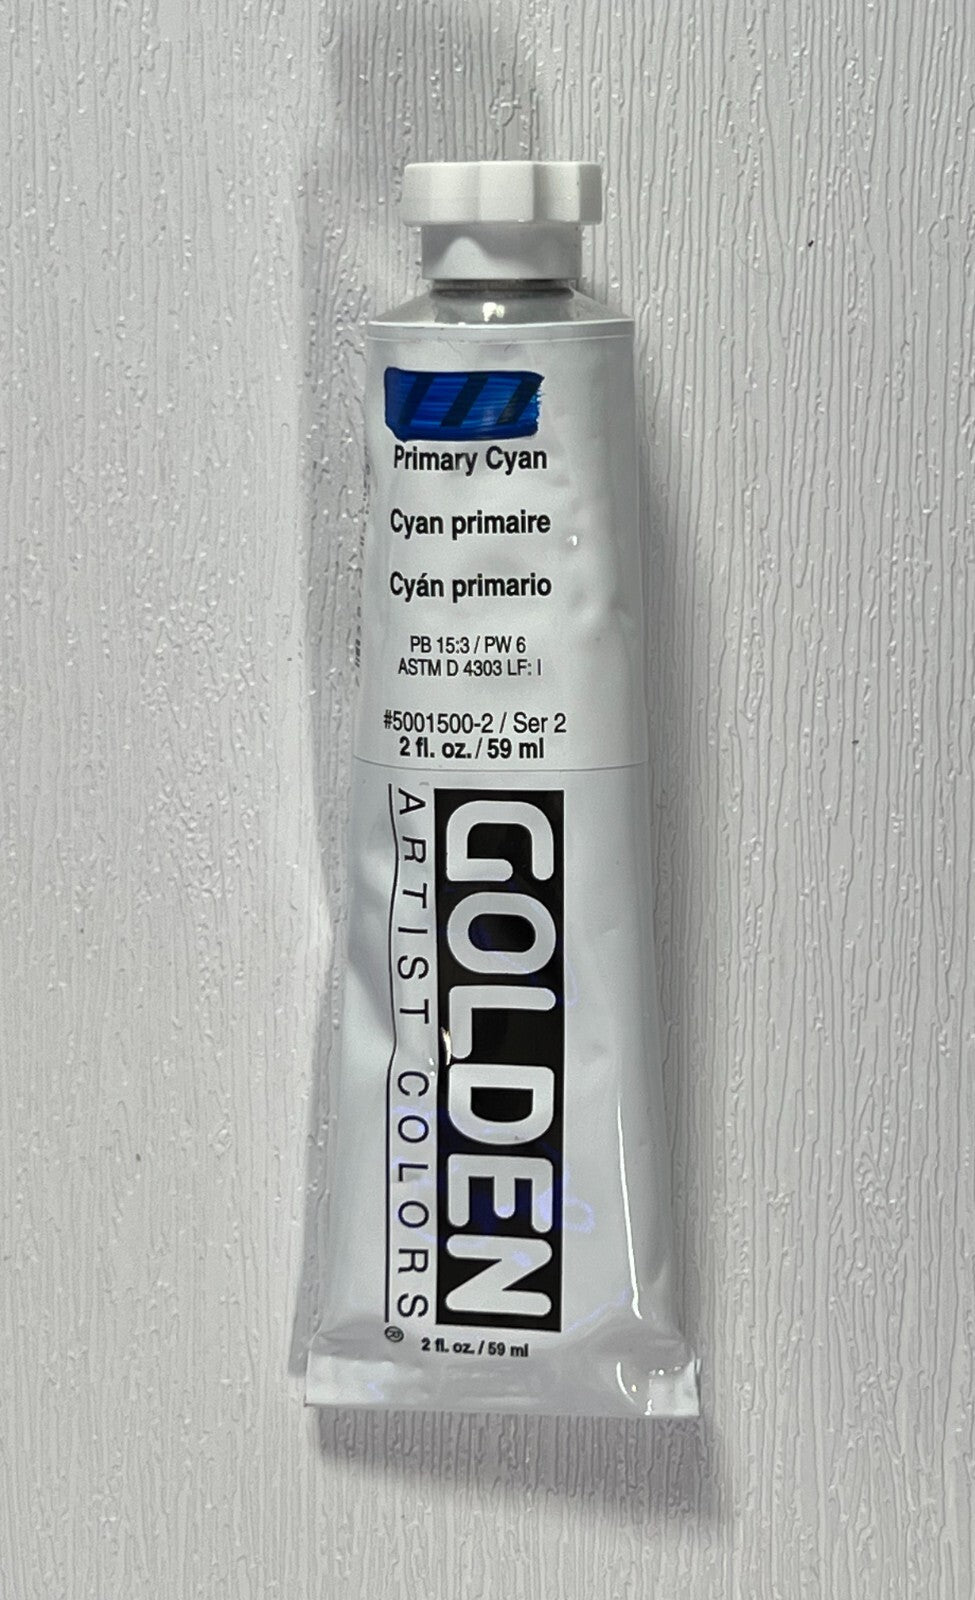 Primary Cyan
Cyan primaire
Cyán primario
PB 15:3 / PW 6
ASTM D 4303 LF: I
#5001500-2 / Ser 2
2 fl. oz. / 59 ml
GOLDEN
ARTIST COLORS®
2 fl. oz. / 59 ml